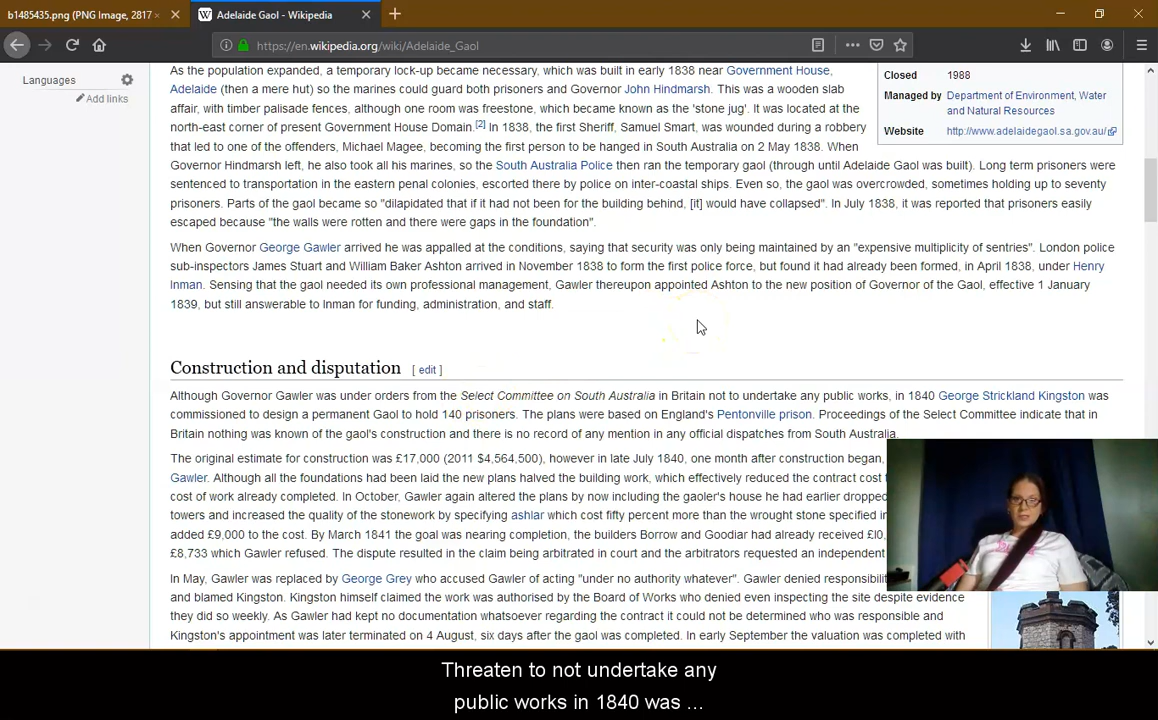 b1485435.png (PNG Image, 2817 ×
Adelaide Gaol - Wikipedia
https://en.wikipedia.org/wiki/Adelaide_Gaol
Languages
Add links
As the population expanded, a temporary lock-up became necessary, which was built in early 1838 near Government House,
Adelaide (then a mere hut) so the marines could guard both prisoners and Governor John Hindmarsh. This was a wooden slab
affair, with timber palisade fences, although one room was freestone, which became known as the 'stone jug'. It was located at the
north-east corner of present Government House Domain.[2] In 1838, the first Sheriff, Samuel Smart, was wounded during a robbery
that led to one of the offenders, Michael Magee, becoming the first person to be hanged in South Australia on 2 May 1838. When
Governor Hindmarsh left, he also took all his marines, so the South Australia Police then ran the temporary gaol (through until Adelaide Gaol was built). Long term prisoners were
sentenced to transportation in the eastern penal colonies, escorted there by police on inter-coastal ships. Even so, the gaol was overcrowded, sometimes holding up to seventy
prisoners. Parts of the gaol became so "dilapidated that if it had not been for the building behind, [it] would have collapsed". In July 1838, it was reported that prisoners easily
escaped because "the walls were rotten and there were gaps in the foundation".
Closed 1988
Managed by Department of Environment, Water
and Natural Resources
Website http://www.adelaidegaol.sa.gov.au/
When Governor George Gawler arrived he was appalled at the conditions, saying that security was only being maintained by an "expensive multiplicity of sentries". London police
sub-inspectors James Stuart and William Baker Ashton arrived in November 1838 to form the first police force, but found it had already been formed, in April 1838, under Henry
Inman. Sensing that the gaol needed its own professional management, Gawler thereupon appointed Ashton to the new position of Governor of the Gaol, effective 1 January
1839, but still answerable to Inman for funding, administration, and staff.
Construction and disputation [ edit ]
Although Governor Gawler was under orders from the Select Committee on South Australia in Britain not to undertake any public works, in 1840 George Strickland Kingston was
commissioned to design a permanent Gaol to hold 140 prisoners. The plans were based on England's Pentonville prison. Proceedings of the Select Committee indicate that in
Britain nothing was known of the gaol's construction and there is no record of any mention in any official dispatches from South Australia.
The original estimate for construction was £17,000 (2011 $4,564,500), however in late July 1840, one month after construction began,
Gawler. Although all the foundations had been laid the new plans halved the building work, which effectively reduced the contract cost
cost of work already completed. In October, Gawler again altered the plans by now including the gaoler's house he had earlier dropped
towers and increased the quality of the stonework by specifying ashlar which cost fifty percent more than the wrought stone specified in
added £9,000 to the cost. By March 1841 the goal was nearing completion, the builders Borrow and Goodiar had already received £l0,
£8,733 which Gawler refused. The dispute resulted in the claim being arbitrated in court and the arbitrators requested an independent
In May, Gawler was replaced by George Grey who accused Gawler of acting "under no authority whatever". Gawler denied
and blamed Kingston. Kingston himself claimed the work was authorised by the Board of Works who denied even inspecting the site despite evidence
they did so weekly. As Gawler had kept no documentation whatsoever regarding the contract it could not be determined who was responsible and
Kingston's appointment was later terminated on 4 August, six days after the gaol was completed. In early September the valuation was completed with
Threaten to not undertake any
public works in 1840 was ...